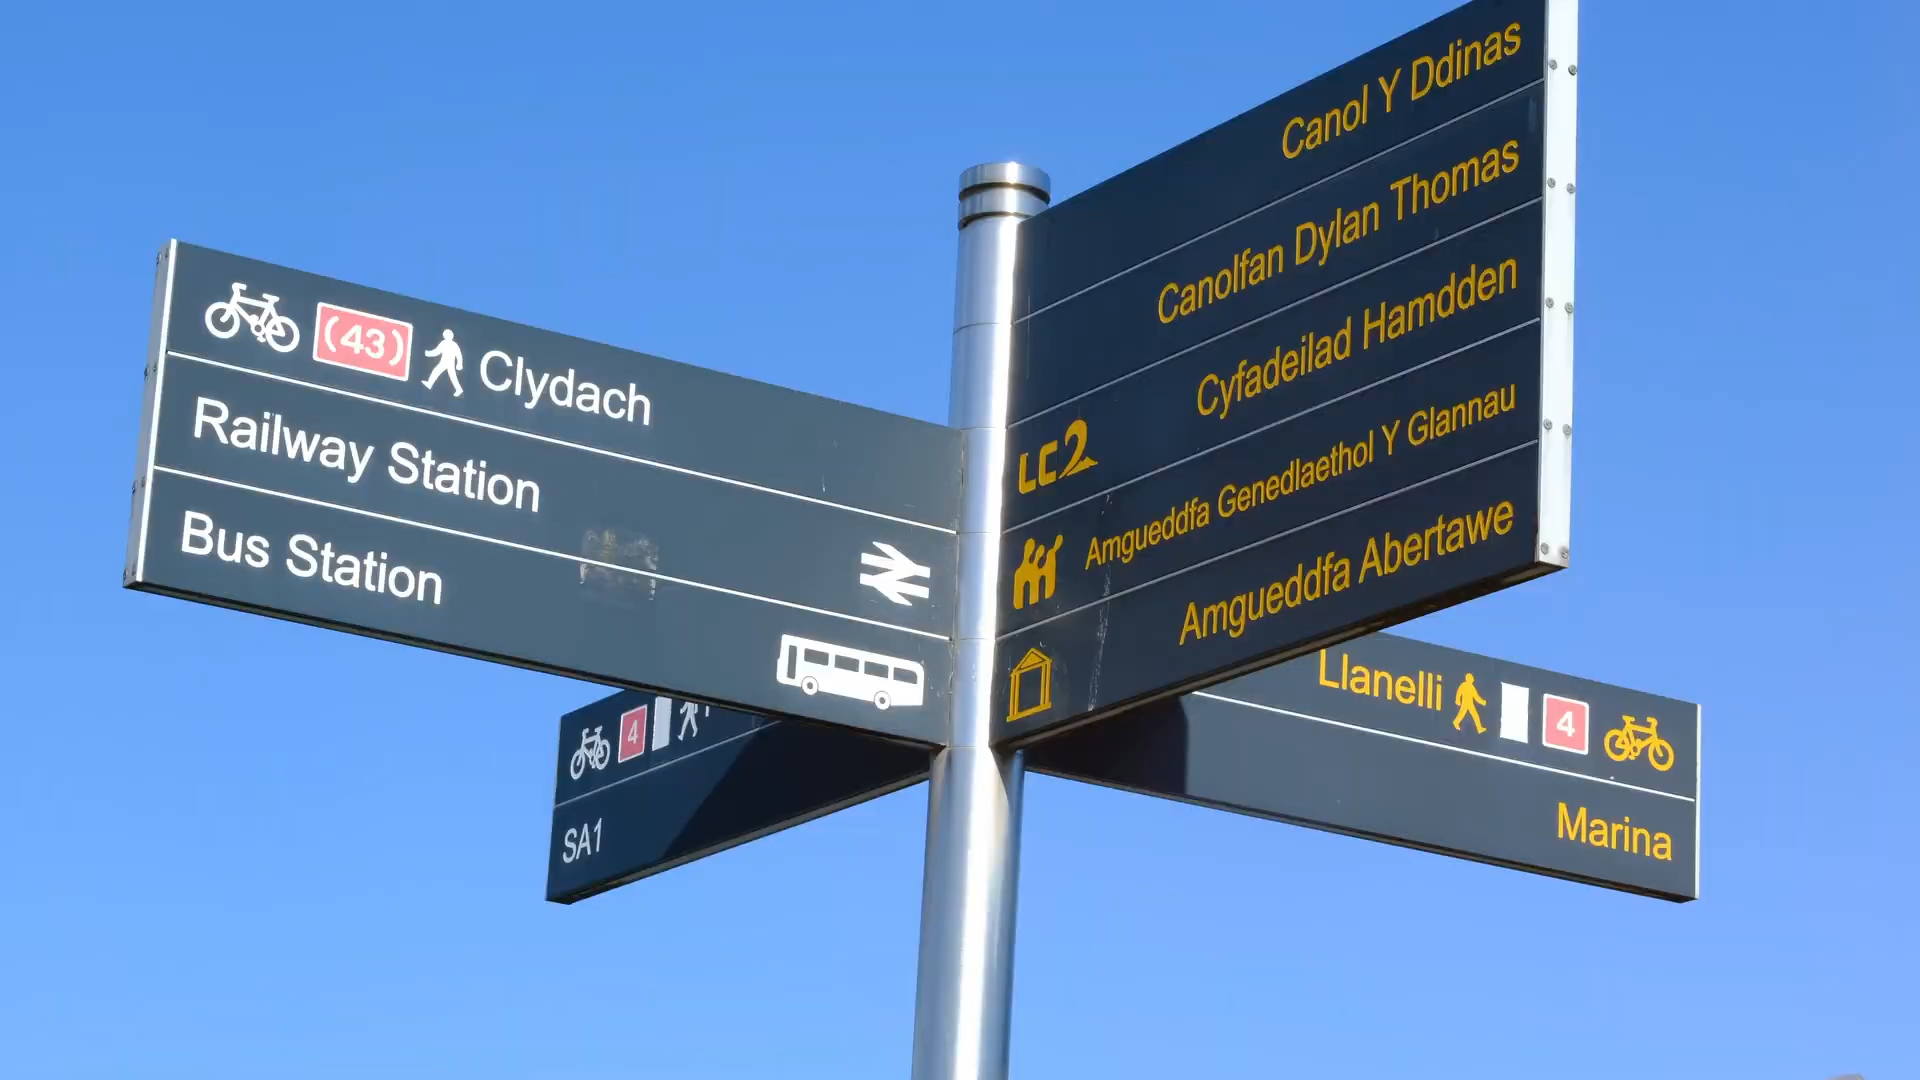 (43) Clydach
Railway Station
Bus Station
Canol Y Ddinas
Canolfan Dylan Thomas
Cyfadeilad Hamdden
LC2
Amgueddfa Genedlaethol Y Glannau
Amgueddfa Abertawe
4
SA1
Llanelli 4
Marina